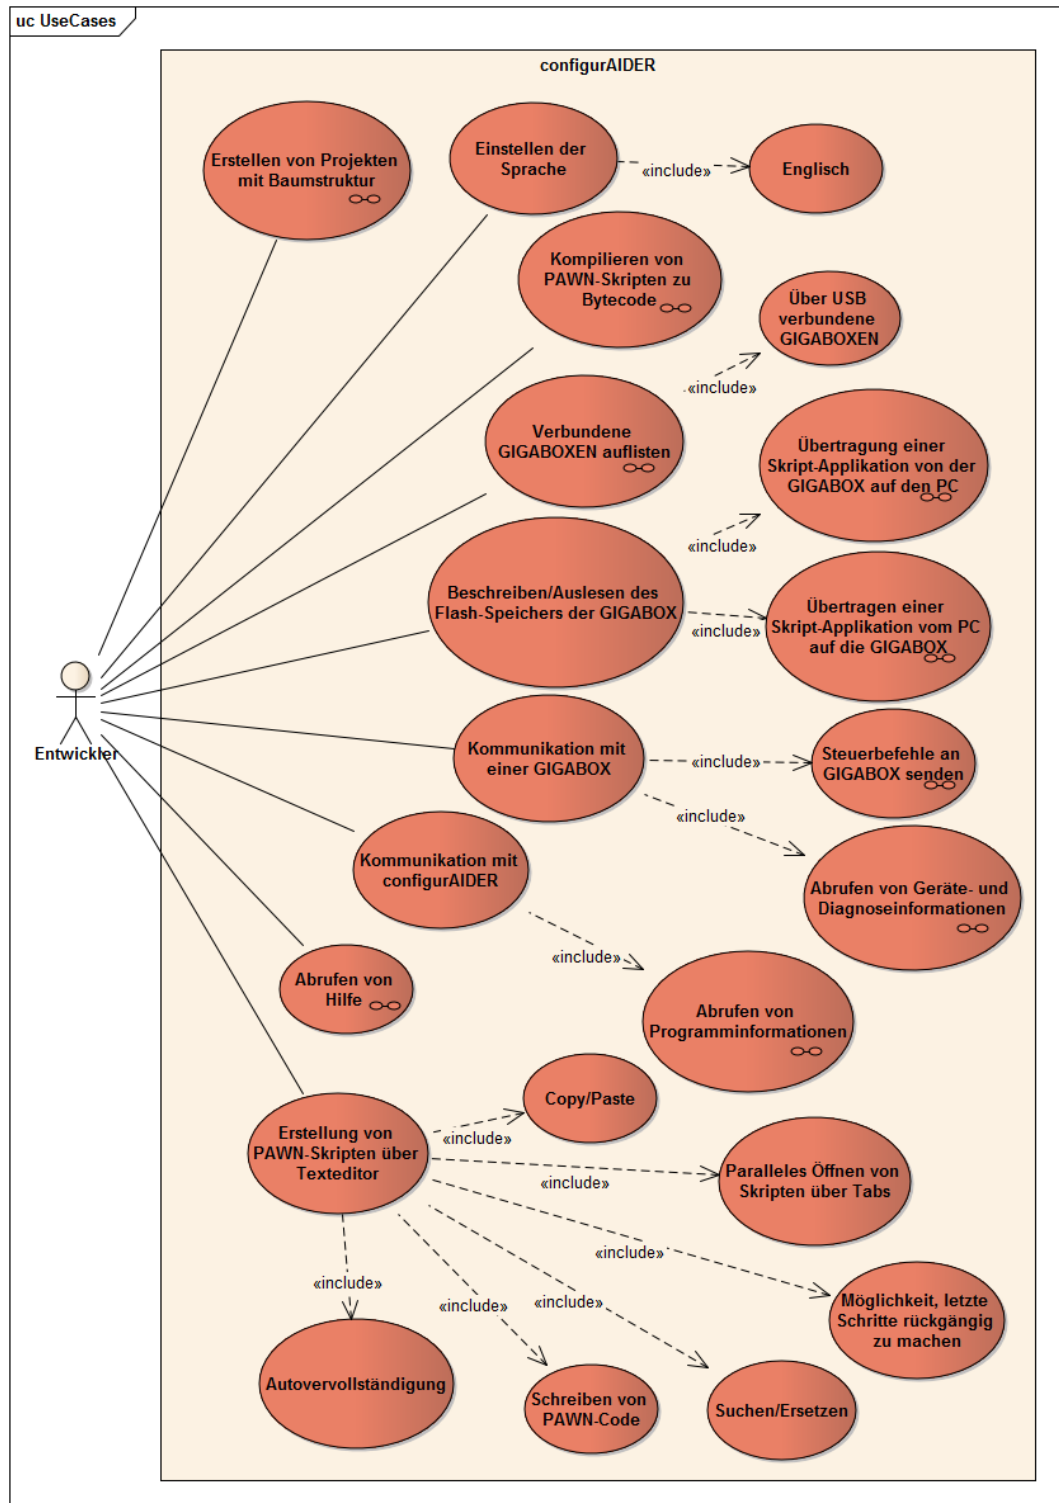 uc UseCases
configurAIDER
Erstellen von Projekten
mit Baumstruktur
Einstellen der
Sprache
«include»
Englisch
Kompilieren von
PAWN-Skripten zu
Bytecode
Über USB
verbundene
GIGABOXEN
«include»
Verbundene
GIGABOXEN auflisten
Übertragung einer
Skript-Applikation von der
GIGABOX auf den PC
«include»
Beschreiben/Auslesen des
Flash-Speichers der GIGABOX
«include»
Übertragen einer
Skript-Applikation vom PC
auf die GIGABOX
Entwickler
Kommunikation mit
einer GIGABOX
«include»
Steuerbefehle an
GIGABOX senden
«include»
Kommunikation mit
configurAIDER
Abrufen von Geräte- und
Diagnoseinformationen
«include»
Abrufen von
Hilfe
Abrufen von
Programminformationen
Copy/Paste
«include»
Erstellung von
PAWN-Skripten über
Texteditor
«include»
Paralleles Öffnen von
Skripten über Tabs
«include»
Möglichkeit, letzte
Schritte rückgängig
zu machen
«include»
«include»
«include»
Autovervollständigung
Schreiben von
PAWN-Code
Suchen/Ersetzen